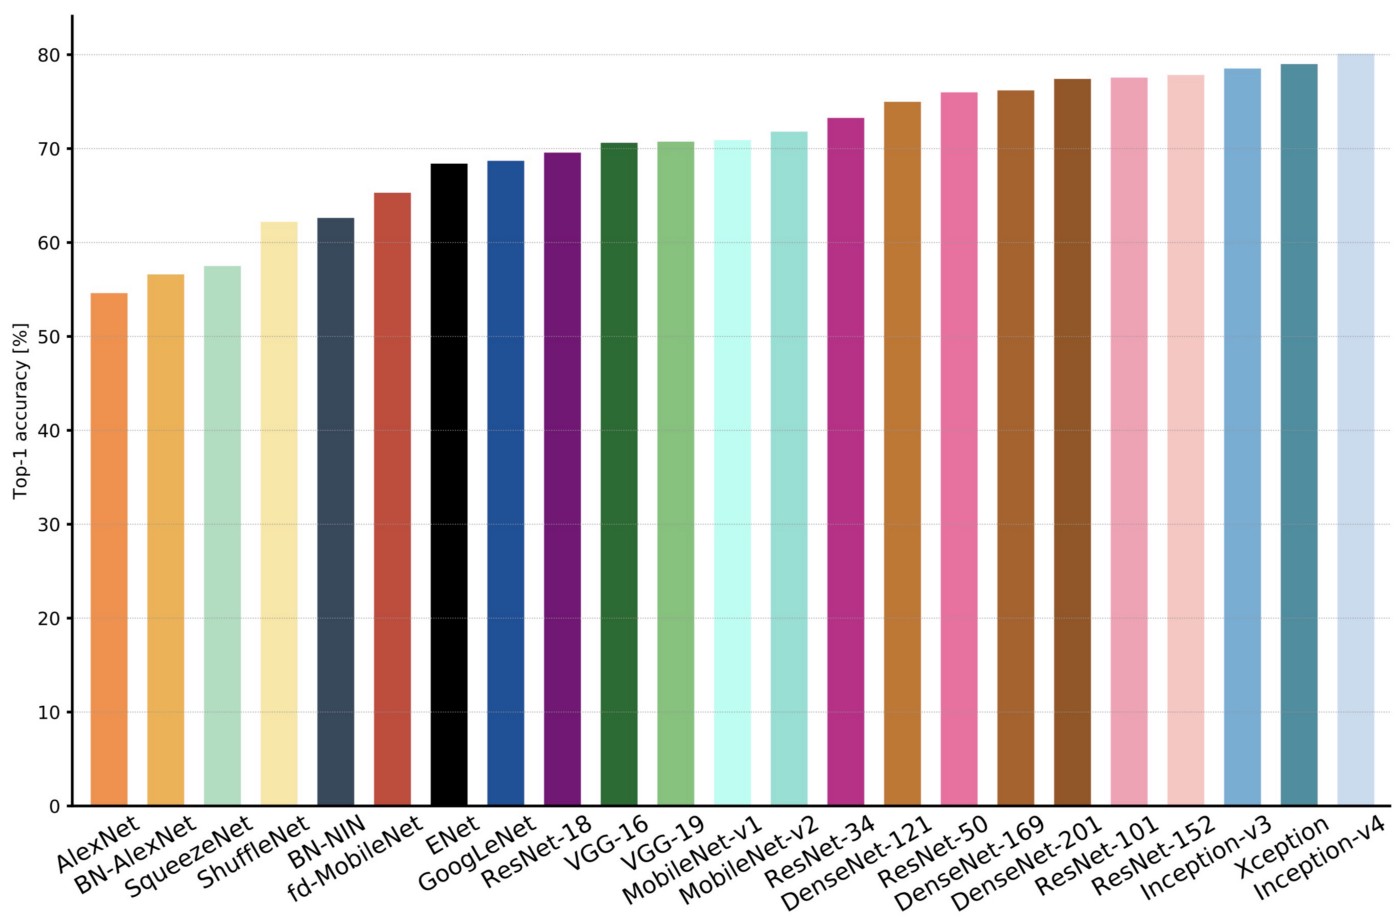 80
70
60
50
40
30
20
10
0
Top-1 accuracy [%]
AlexNet
BN-AlexNet
SqueezeNet
ShuffleNet
BN-NIN
fd-MobileNet
ENet
GoogLeNet
ResNet-18
VGG-16
VGG-19
MobileNet-v1
MobileNet-v2
ResNet-34
DenseNet-121
ResNet-50
DenseNet-169
DenseNet-201
ResNet-101
ResNet-152
Inception-v3
Xception
Inception-v4